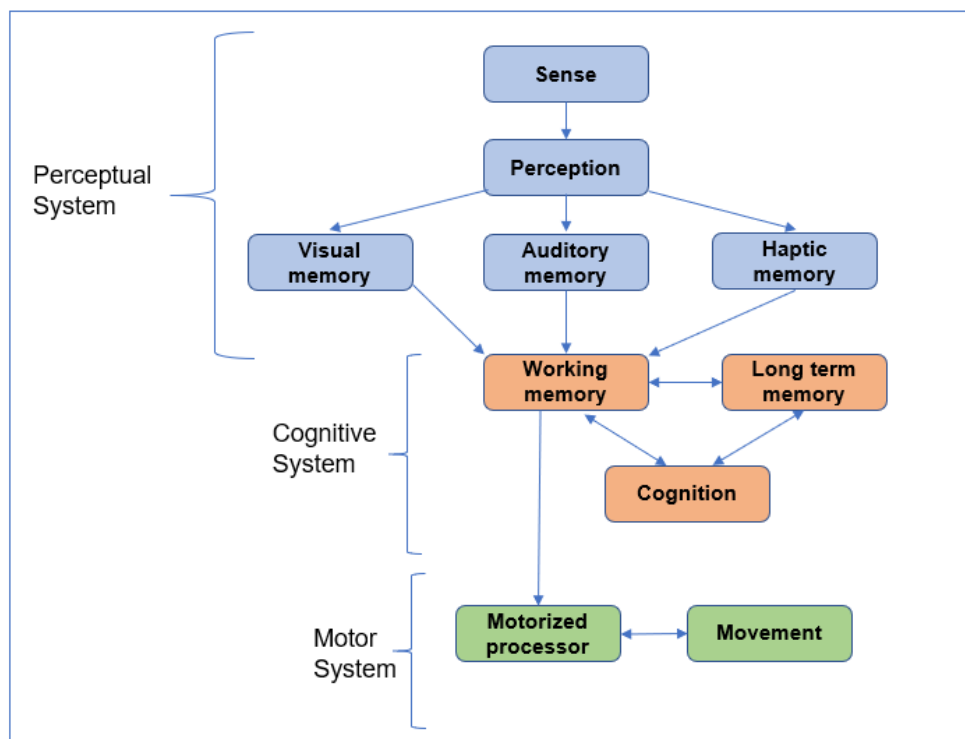 Sense
Perception
Perceptual
System
Visual
memory
Auditory
memory
Haptic
memory
Working
memory
Long term
memory
Cognitive
System
Cognition
Motorized
processor
Movement
Motor
System